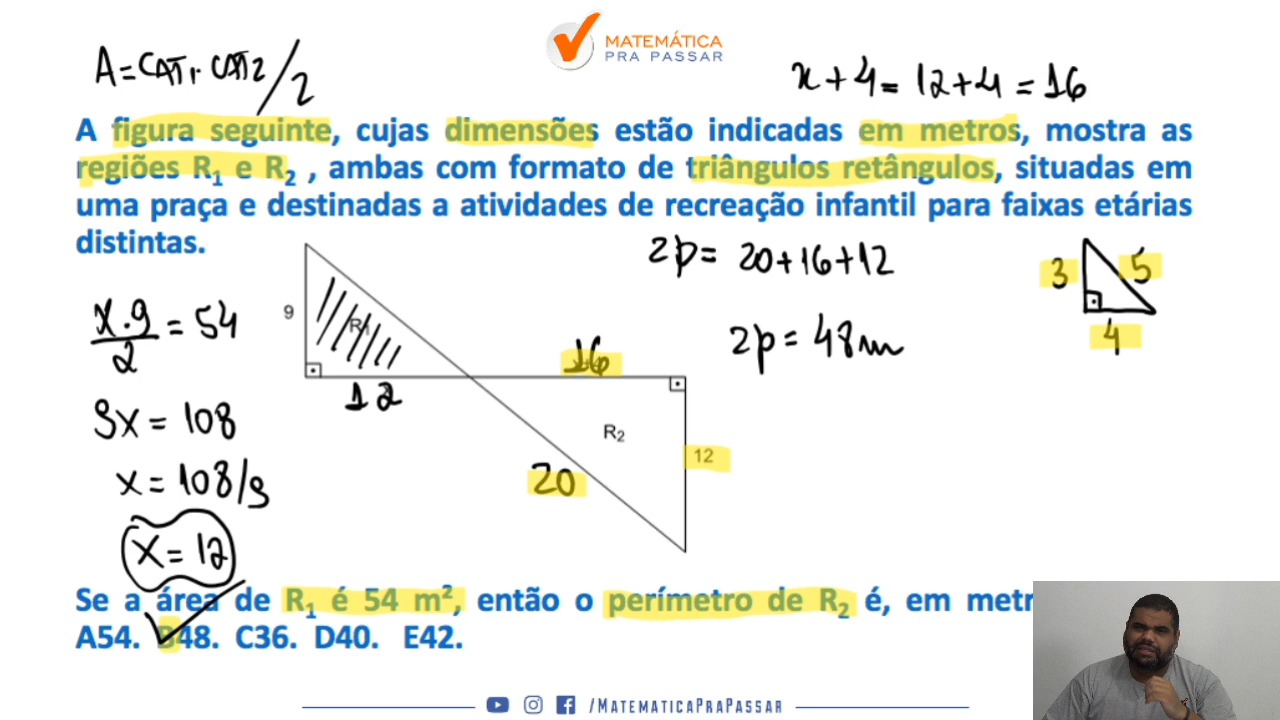 MATEMÁTICA
PRA PASSAR
A = CAT1 . CAT2 / 2
x + 4 = 12 + 4 = 16
A figura seguinte, cujas dimensões estão indicadas em metros, mostra as
regiões R1 e R2 , ambas com formato de triângulos retângulos, situadas em
uma praça e destinadas a atividades de recreação infantil para faixas etárias
distintas.
2p = 20 + 16 + 12
3
5
4
9
R1
x . 9 / 2 = 54
2p = 48m
16
12
9x = 108
R2
12
20
x = 108/9
x = 12
Se a área de R1 é 54 m², então o perímetro de R2 é, em metr
A54. B48. C36. D40. E42.
/MATEMATICAPRAPASSAR